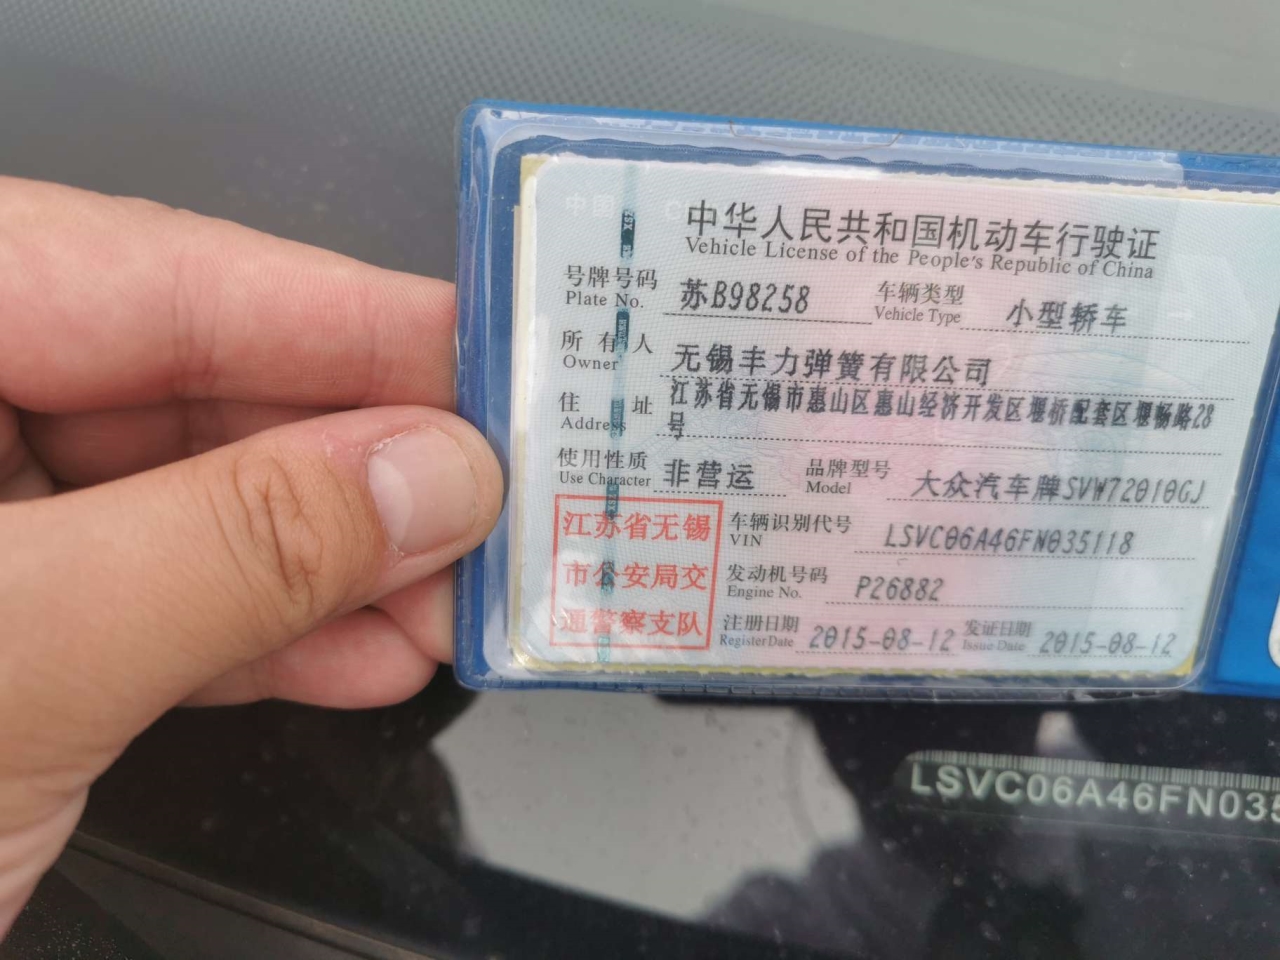 中华人民共和国机动车行驶证
Vehicle License of the People's Republic of China
号牌号码 苏B98258 车辆类型 小型轿车
Plate No. Vehicle Type
所有人 无锡丰力弹簧有限公司
Owner
住址 江苏省无锡市惠山区惠山经济开发区堰桥配套区堰畅路28
Address 号
使用性质 非营运 品牌型号 大众汽车牌SVW72010GJ
Use Character Model
江苏省无锡
市公安局交
通警察支队
车辆识别代号 LSVC06A46FN035118
VIN
发动机号码 P26882
Engine No.
注册日期 2015-08-12 发证日期 2015-08-12
Register Date Issue Date
LSVC06A46FN035